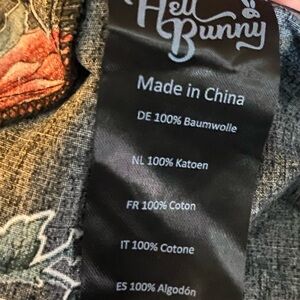 Hell
Bunny
Made in China
DE 100% Baumwolle
NL 100% Katoen
FR 100% Coton
IT 100% Cotone
ES 100% Algodón